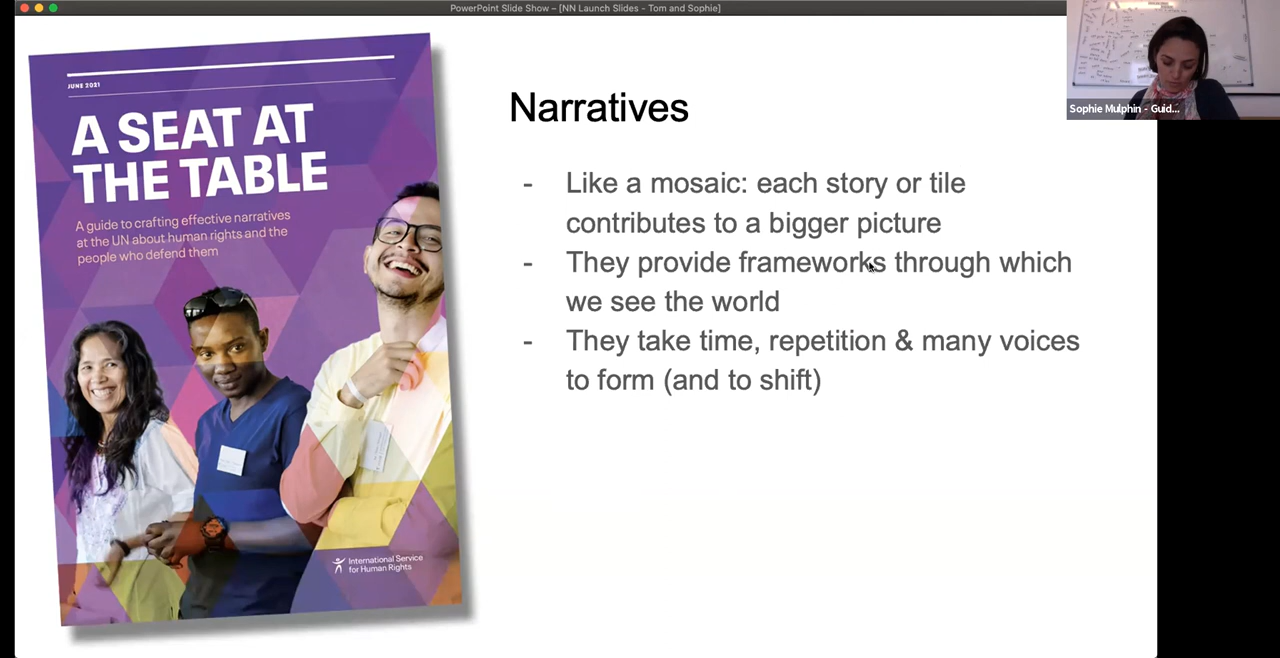 PowerPoint Slide Show – [NN Launch Slides - Tom and Sophie]
JUNE 2021
A SEAT AT
THE TABLE
A guide to crafting effective narratives
at the UN about human rights and the
people who defend them
International Service
for Human Rights
Narratives
- Like a mosaic: each story or tile
contributes to a bigger picture
- They provide frameworks through which
we see the world
- They take time, repetition & many voices
to form (and to shift)
Sophie Mulphin - Guid...